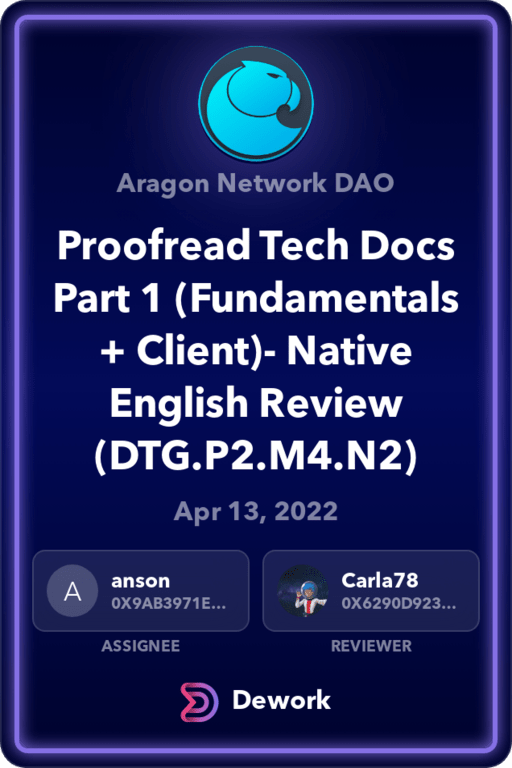 Aragon Network DAO
Proofread Tech Docs
Part 1 (Fundamentals
+ Client)- Native
English Review
(DTG.P2.M4.N2)
Apr 13, 2022
A
anson
0X9AB3971E...
Carla78
0X6290D923...
ASSIGNEE
REVIEWER
Dework